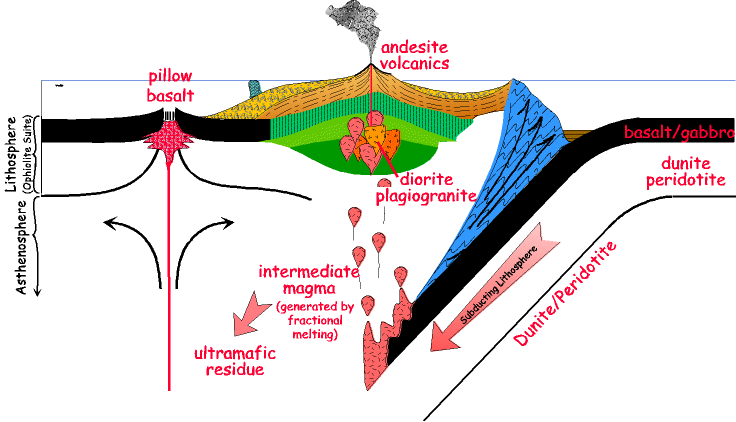 andesite
volcanics
pillow
basalt
Lithosphere
(Ophiolite Suite)
basalt/gabbro
dunite
peridotite
diorite
plagiogranite
Asthenosphere
intermediate
magma
(generated by
fractional
melting)
Subducting Lithosphere
Dunite/Peridotite
ultramafic
residue